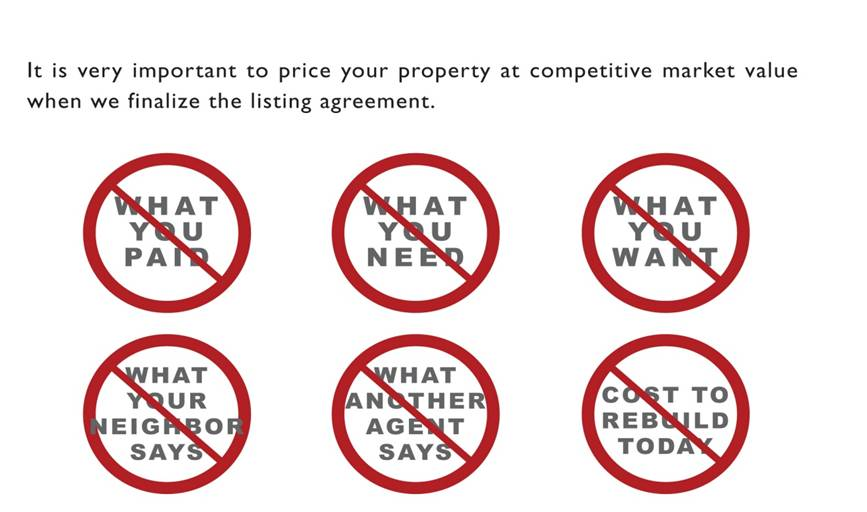 It is very important to price your property at competitive market value
when we finalize the listing agreement.
WHAT
YOU
PAID
WHAT
YOU
NEED
WHAT
YOU
WANT
WHAT
YOUR
NEIGHBOR
SAYS
WHAT
ANOTHER
AGENT
SAYS
COST TO
REBUILD
TODAY